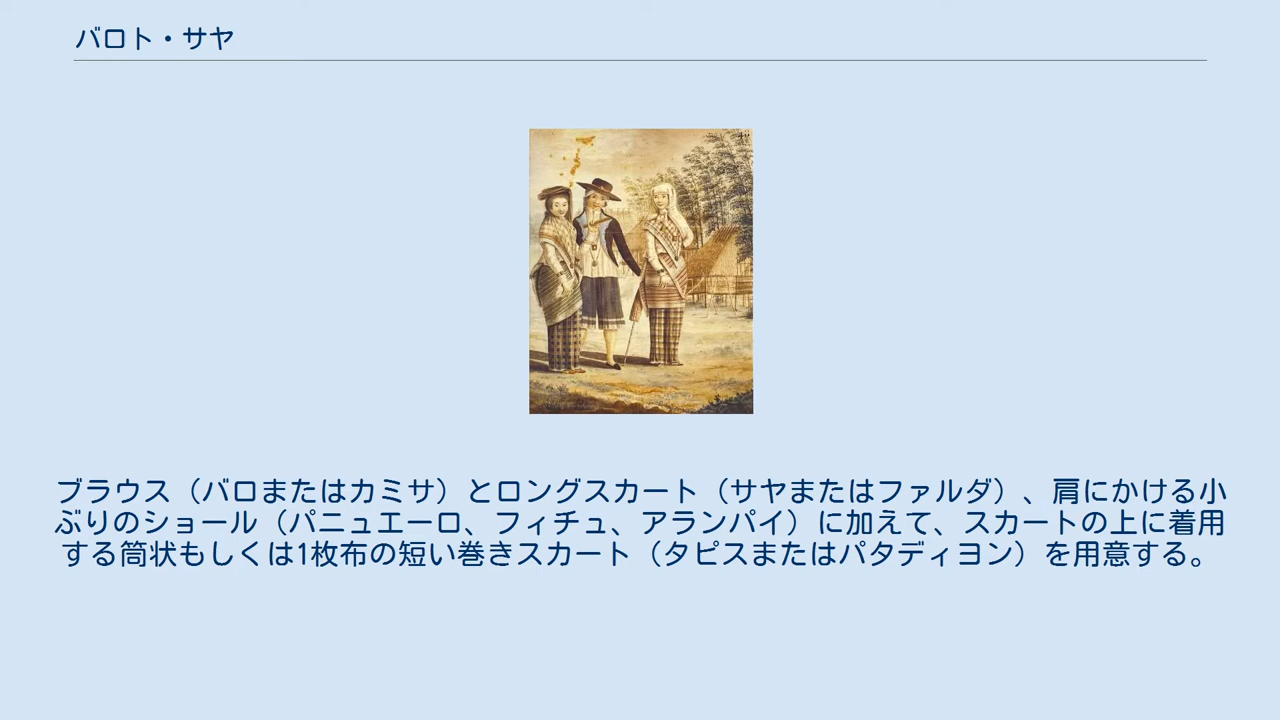 バロト・サヤ
ブラウス（バロまたはカミサ）とロングスカート（サヤまたはファルダ）、肩にかける小
ぶりのショール（パニュエーロ、フィチュ、アランパイ）に加えて、スカートの上に着用
する筒状もしくは1枚布の短い巻きスカート（タピスまたはパタディヨン）を用意する。